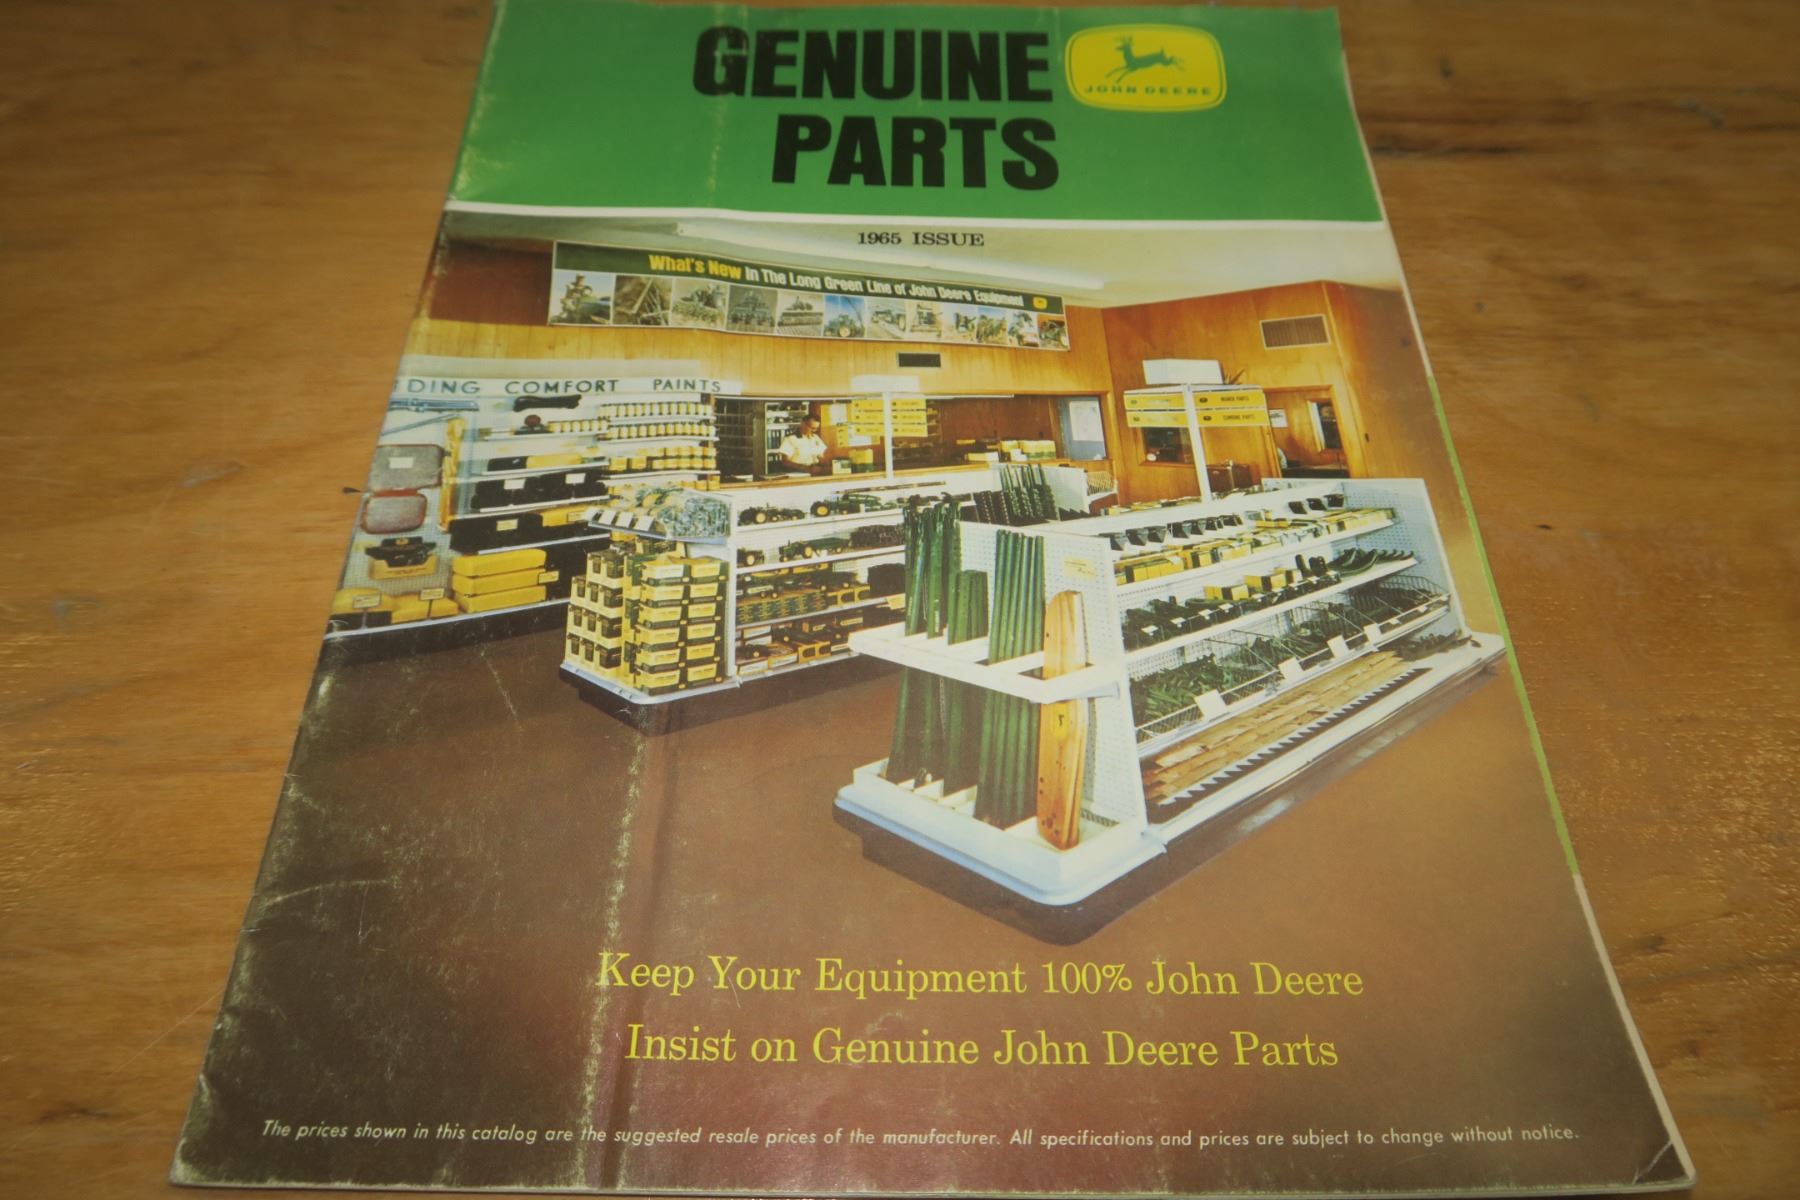 GENUINE
PARTS
JOHN DEERE
1965 ISSUE
What's New In The Long Green Line of John Deere Equipment
DING COMFORT PAINTS
COMBINE PARTS
Keep Your Equipment 100% John Deere
Insist on Genuine John Deere Parts
The prices shown in this catalog are the suggested resale prices of the manufacturer. All specifications and prices are subject to change without notice.